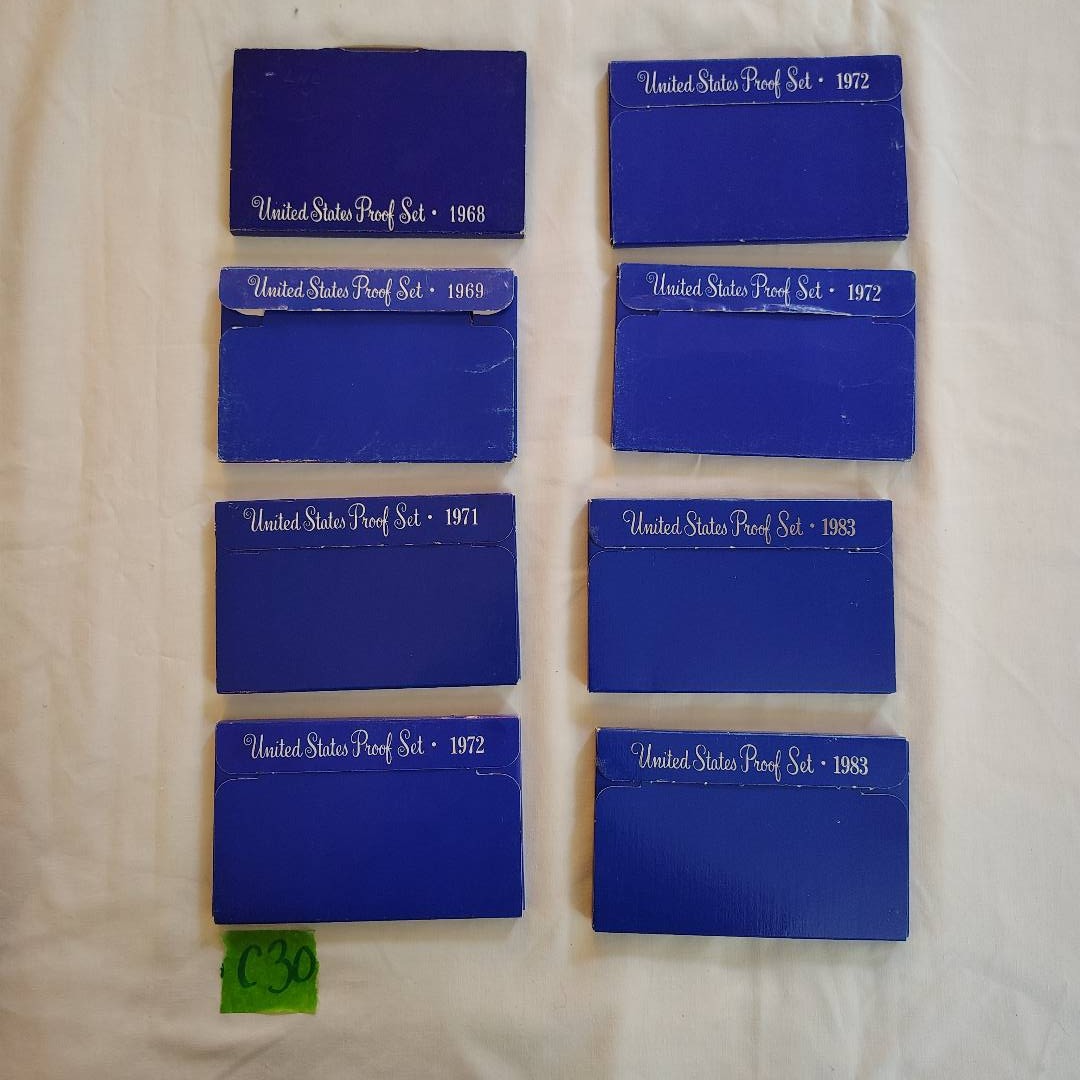 United States Proof Set • 1968
United States Proof Set • 1969
United States Proof Set • 1971
United States Proof Set • 1972
United States Proof Set • 1972
United States Proof Set • 1972
United States Proof Set • 1983
United States Proof Set • 1983
C30